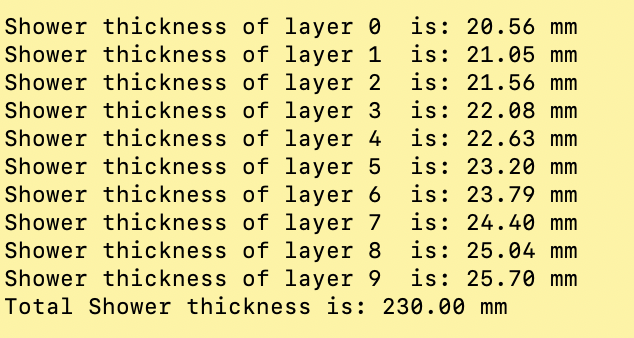 Shower thickness of layer 0  is: 20.56 mm
Shower thickness of layer 1  is: 21.05 mm
Shower thickness of layer 2  is: 21.56 mm
Shower thickness of layer 3  is: 22.08 mm
Shower thickness of layer 4  is: 22.63 mm
Shower thickness of layer 5  is: 23.20 mm
Shower thickness of layer 6  is: 23.79 mm
Shower thickness of layer 7  is: 24.40 mm
Shower thickness of layer 8  is: 25.04 mm
Shower thickness of layer 9  is: 25.70 mm
Total Shower thickness is: 230.00 mm